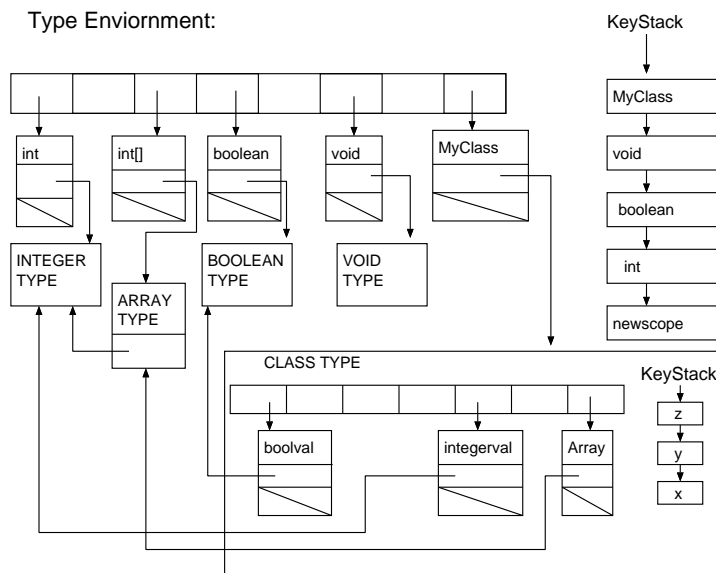 Type Enviornment:
KeyStack
MyClass
int
int[]
boolean
void
MyClass
void
boolean
int
newscope
INTEGER
TYPE
ARRAY
TYPE
BOOLEAN
TYPE
VOID
TYPE
CLASS TYPE
KeyStack
z
y
x
boolval
integerval
Array